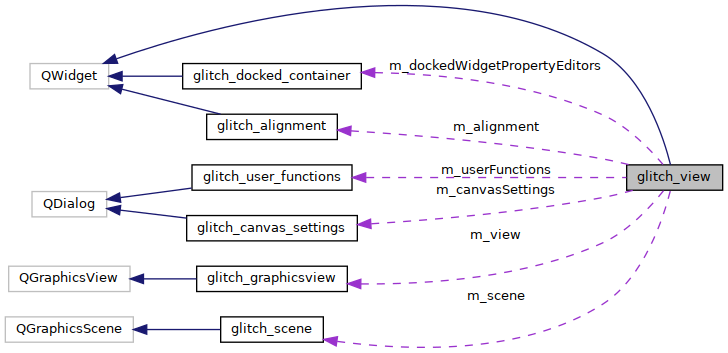 m_dockedWidgetPropertyEditors
QWidget
glitch_docked_container
m_alignment
glitch_alignment
m_userFunctions
glitch_user_functions
glitch_view
m_canvasSettings
QDialog
glitch_canvas_settings
m_view
QGraphicsView
glitch_graphicsview
m_scene
QGraphicsScene
glitch_scene